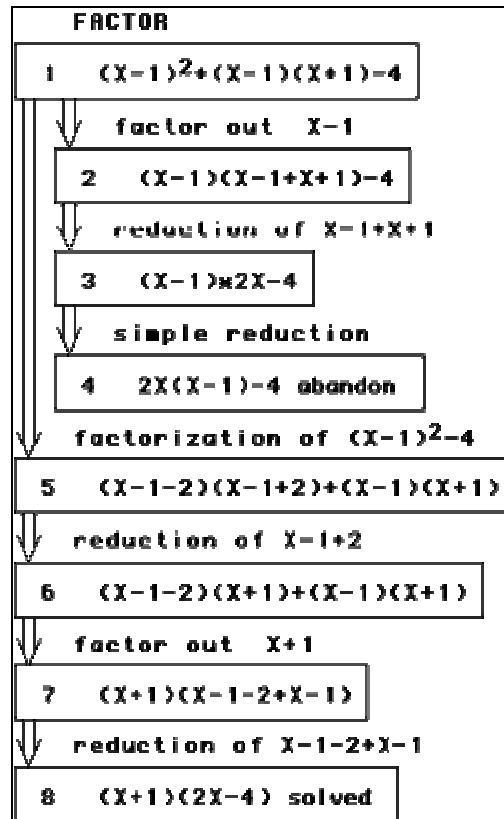 FACTOR
1 (X-1)²+(X-1)(X+1)-4
factor out X-1
2 (X-1)(X-1+X+1)-4
reduction of X-1+X+1
3 (X-1)*2X-4
simple reduction
4 2X(X-1)-4 abandon
factorization of (X-1)²-4
5 (X-1-2)(X-1+2)+(X-1)(X+1)
reduction of X-1+2
6 (X-1-2)(X+1)+(X-1)(X+1)
factor out X+1
7 (X+1)(X-1-2+X-1)
reduction of X-1-2+X-1
8 (X+1)(2X-4) solved